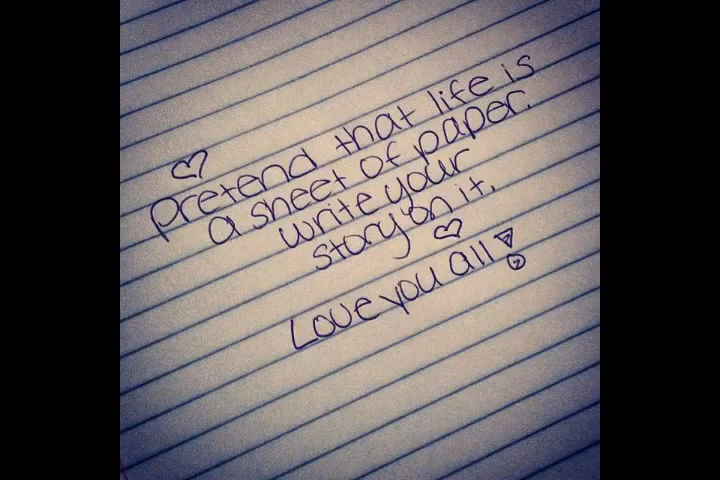 Pretend that life is
a sheet of paper.
write your
story on it.
Love you all!